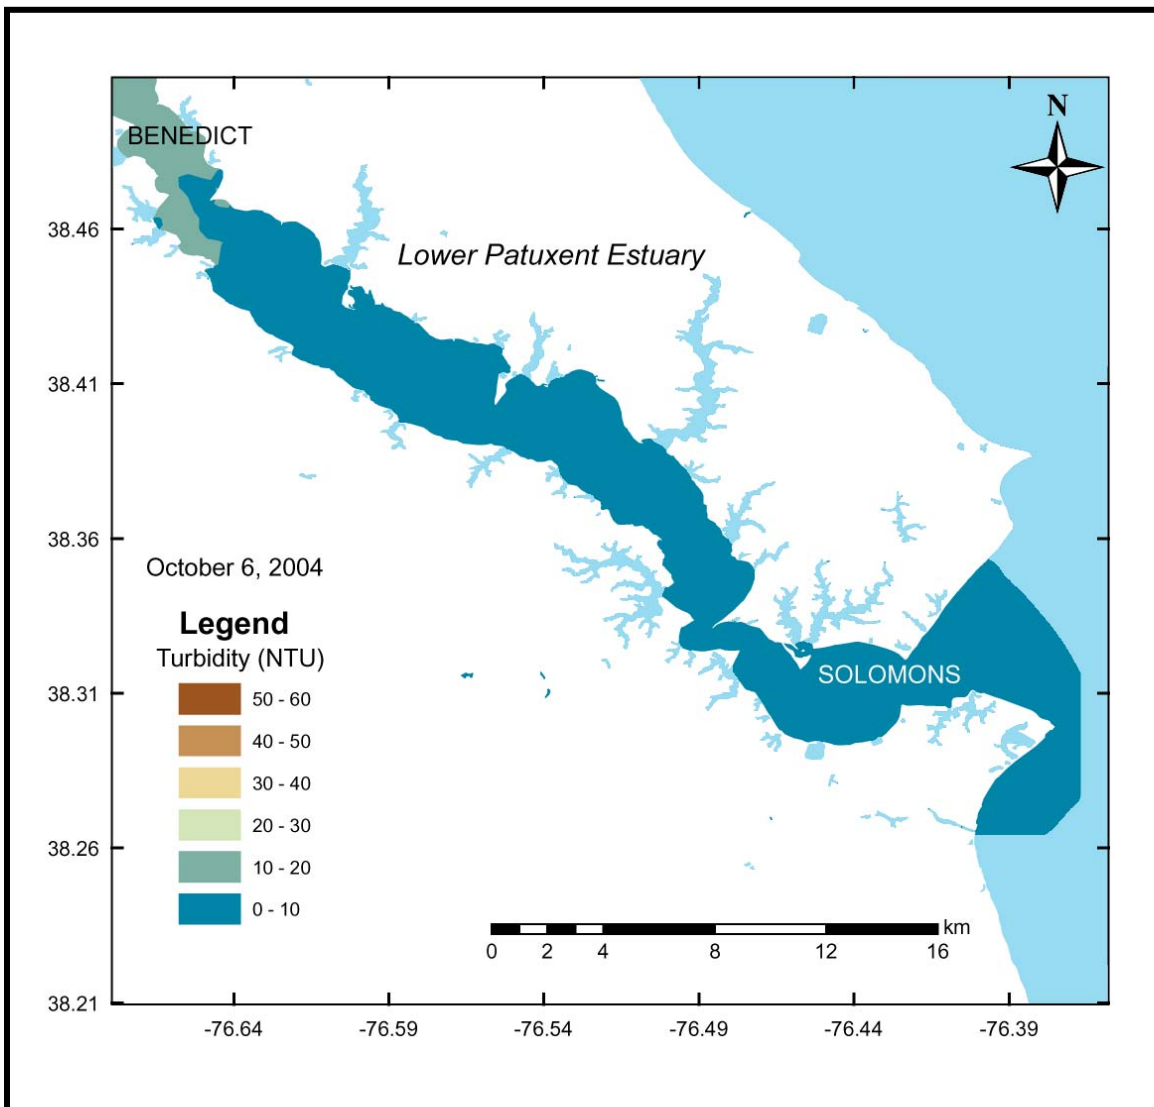 N
BENEDICT
38.46
Lower Patuxent Estuary
38.41
38.36
October 6, 2004
Legend
Turbidity (NTU)
50 - 60
40 - 50
30 - 40
20 - 30
10 - 20
0 - 10
SOLOMONS
38.31
38.26
km
0 2 4 8 12 16
38.21
-76.64 -76.59 -76.54 -76.49 -76.44 -76.39